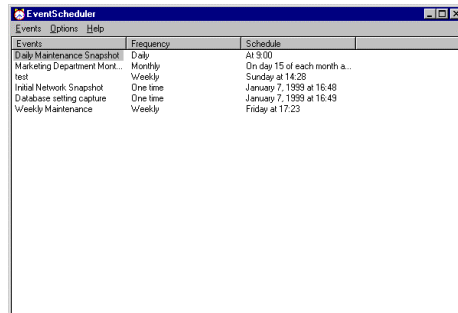 EventScheduler
Events Options Help
Events Frequency Schedule
Daily Maintenance Snapshot Daily At 9:00
Marketing Department Mont... Monthly On day 15 of each month a...
test Weekly Sunday at 14:28
Initial Network Snapshot One time January 7, 1999 at 16:48
Database setting capture One time January 7, 1999 at 16:49
Weekly Maintenance Weekly Friday at 17:23